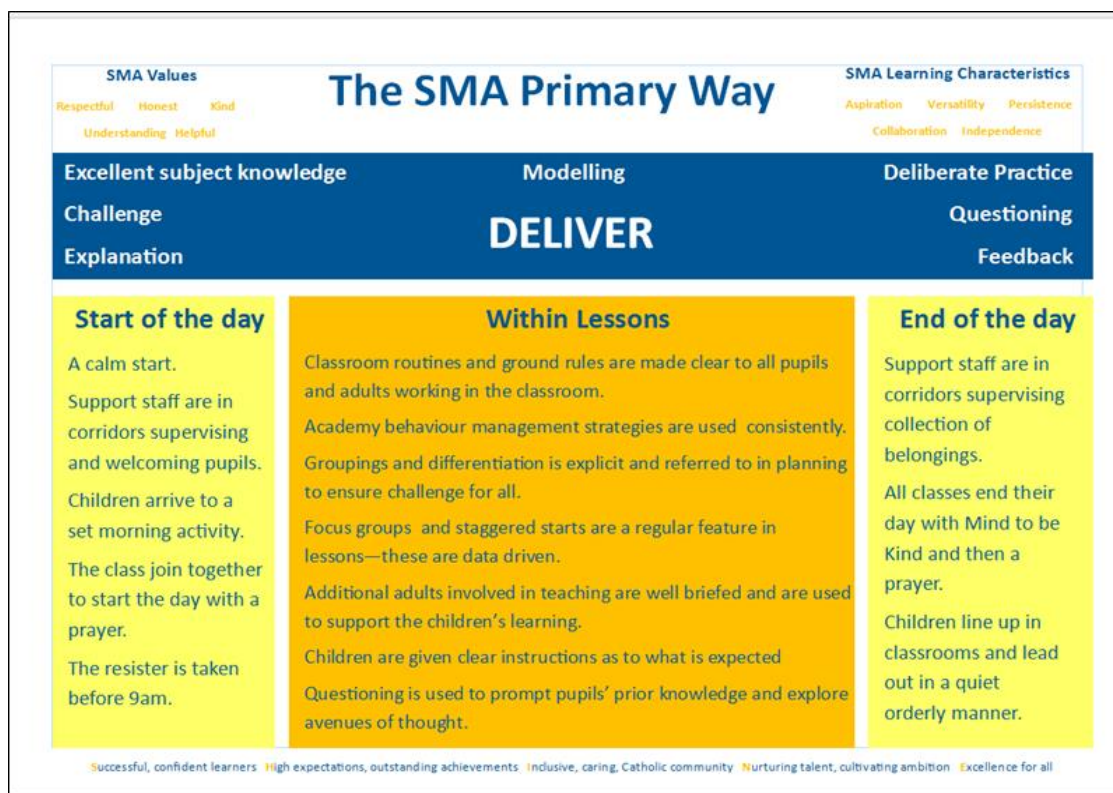 SMA Values
Respectful Honest Kind
Understanding Helpful
The SMA Primary Way
SMA Learning Characteristics
Aspiration Versatility Persistence
Collaboration Independence
Excellent subject knowledge
Challenge
Explanation
Modelling
DELIVER
Deliberate Practice
Questioning
Feedback
Start of the day
A calm start.
Support staff are in
corridors supervising
and welcoming pupils.
Children arrive to a
set morning activity.
The class join together
to start the day with a
prayer.
The resister is taken
before 9am.
Within Lessons
Classroom routines and ground rules are made clear to all pupils
and adults working in the classroom.
Academy behaviour management strategies are used consistently.
Groupings and differentiation is explicit and referred to in planning
to ensure challenge for all.
Focus groups and staggered starts are a regular feature in
lessons—these are data driven.
Additional adults involved in teaching are well briefed and are used
to support the children's learning.
Children are given clear instructions as to what is expected
Questioning is used to prompt pupils' prior knowledge and explore
avenues of thought.
End of the day
Support staff are in
corridors supervising
collection of
belongings.
All classes end their
day with Mind to be
Kind and then a
prayer.
Children line up in
classrooms and lead
out in a quiet
orderly manner.
Successful, confident learners High expectations, outstanding achievements Inclusive, caring, Catholic community Nurturing talent, cultivating ambition Excellence for all